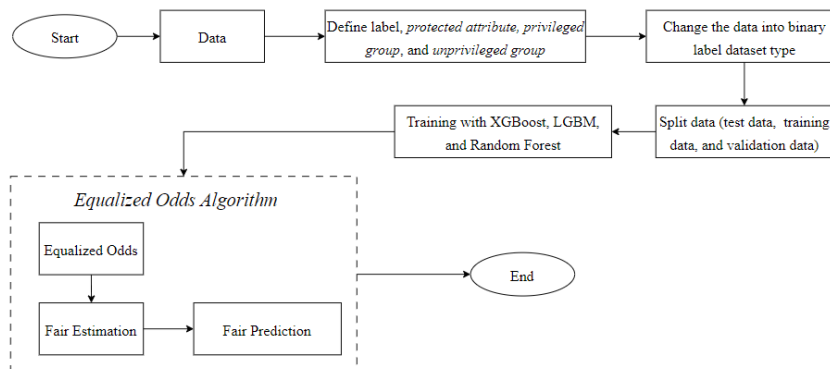 Start
Data
Define label, protected attribute, privileged
group, and unprivileged group
Change the data into binary
label dataset type
Training with XGBoost, LGBM,
and Random Forest
Split data (test data, training
data, and validation data)
Equalized Odds Algorithm
Equalized Odds
End
Fair Estimation
Fair Prediction